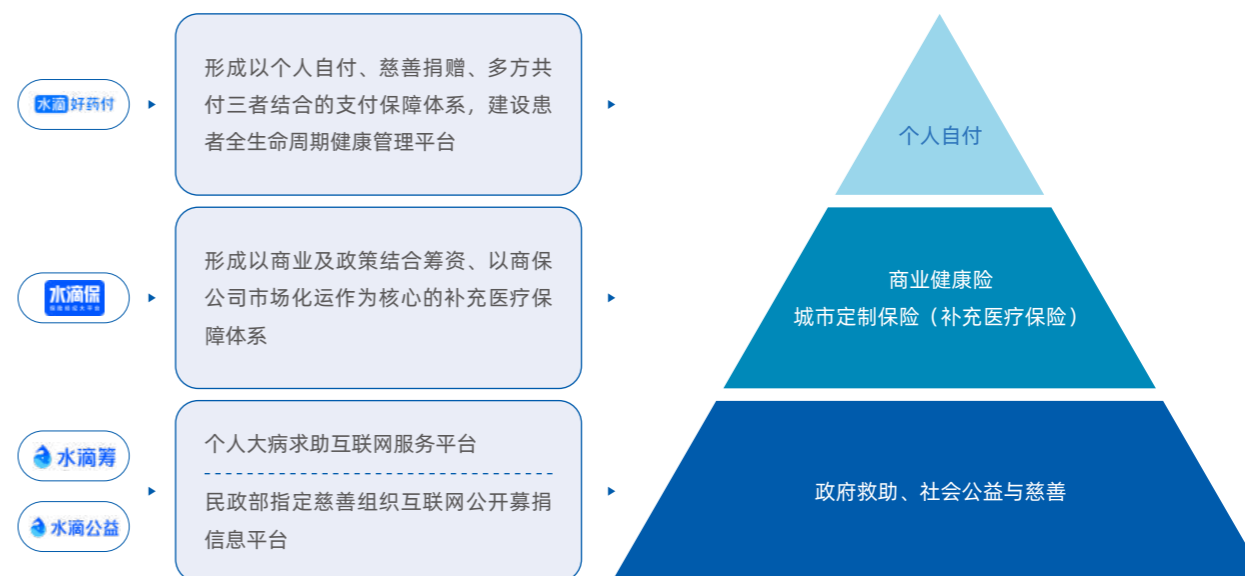 水滴好药付
形成以个人自付、慈善捐赠、多方共
付三者结合的支付保障体系，建设患
者全生命周期健康管理平台
个人自付
水滴保
形成以商业及政策结合筹资、以商保
公司市场化运作为核心的补充医疗保
障体系
商业健康险
城市定制保险（补充医疗保险）
水滴筹
水滴公益
个人大病求助互联网服务平台
民政部指定慈善组织互联网公开募捐
信息平台
政府救助、社会公益与慈善